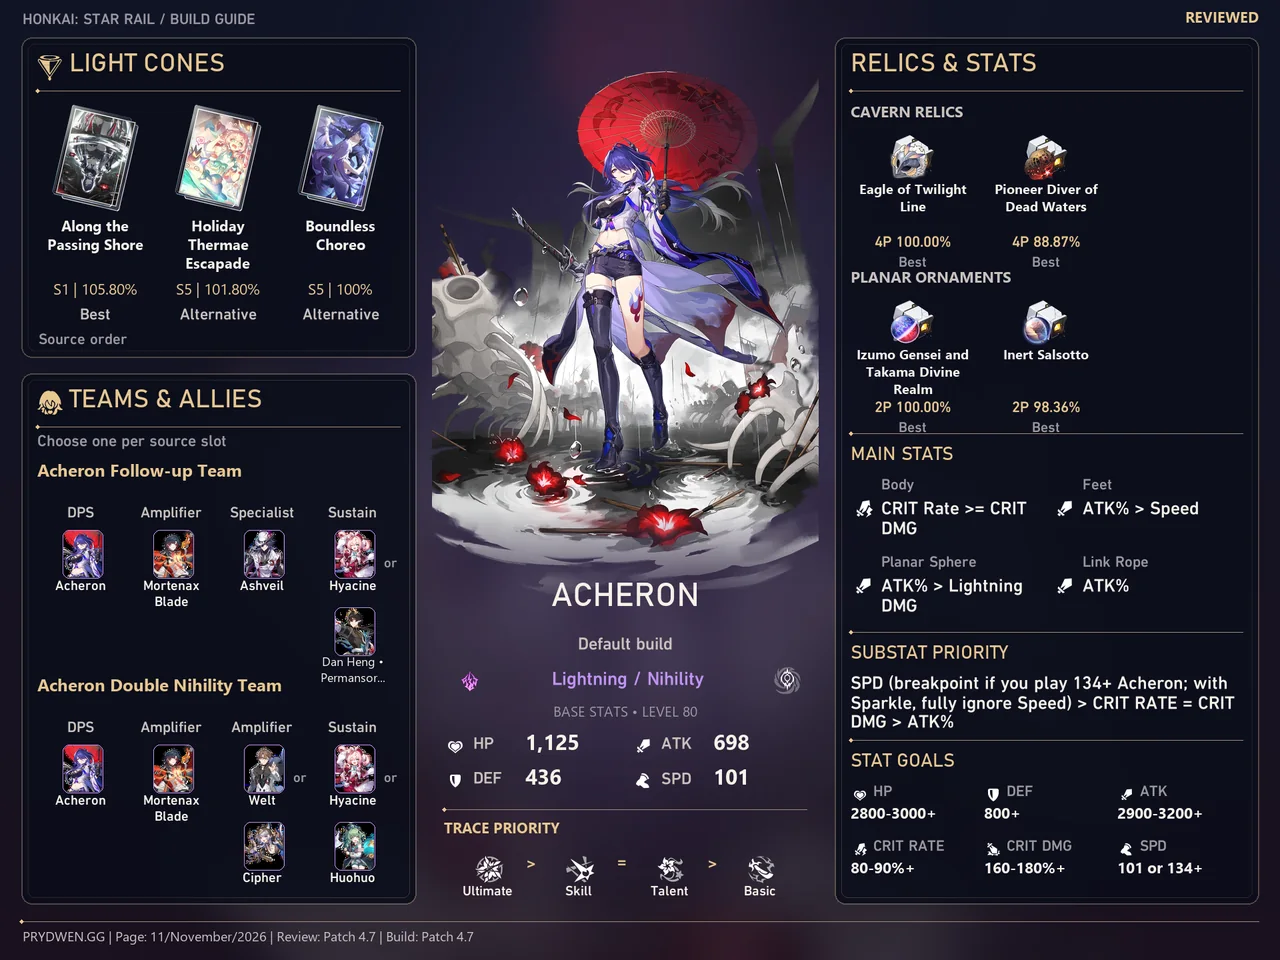 HONKAI: STAR RAIL / BUILD GUIDE
REVIEWED
LIGHT CONES
Along the
Passing Shore
S1 | 105.80%
Best
Holiday
Thermae
Escapade
S5 | 101.80%
Alternative
Boundless
Choreo
S5 | 100%
Alternative
Source order
TEAMS & ALLIES
Choose one per source slot
Acheron Follow-up Team
DPS
Amplifier
Specialist
Sustain
Acheron
Mortenax
Blade
Ashveil
Hyacine
or
Dan Heng •
Permansor...
Acheron Double Nihility Team
DPS
Amplifier
Amplifier
Sustain
Acheron
Mortenax
Blade
Welt
or
Hyacine
or
Cipher
Huohuo
ACHERON
Default build
Lightning / Nihility
BASE STATS • LEVEL 80
HP 1,125
ATK 698
DEF 436
SPD 101
TRACE PRIORITY
Ultimate > Skill = Talent > Basic
RELICS & STATS
CAVERN RELICS
Eagle of Twilight
Line
4P 100.00%
Best
Pioneer Diver of
Dead Waters
4P 88.87%
Best
PLANAR ORNAMENTS
Izumo Gensei and
Takama Divine
Realm
2P 100.00%
Best
Inert Salsotto
2P 98.36%
Best
MAIN STATS
Body
CRIT Rate >= CRIT
DMG
Feet
ATK% > Speed
Planar Sphere
ATK% > Lightning
DMG
Link Rope
ATK%
SUBSTAT PRIORITY
SPD (breakpoint if you play 134+ Acheron; with
Sparkle, fully ignore Speed) > CRIT RATE = CRIT
DMG > ATK%
STAT GOALS
HP
2800-3000+
DEF
800+
ATK
2900-3200+
CRIT RATE
80-90%+
CRIT DMG
160-180%+
SPD
101 or 134+
PRYDWEN.GG | Page: 11/November/2026 | Review: Patch 4.7 | Build: Patch 4.7